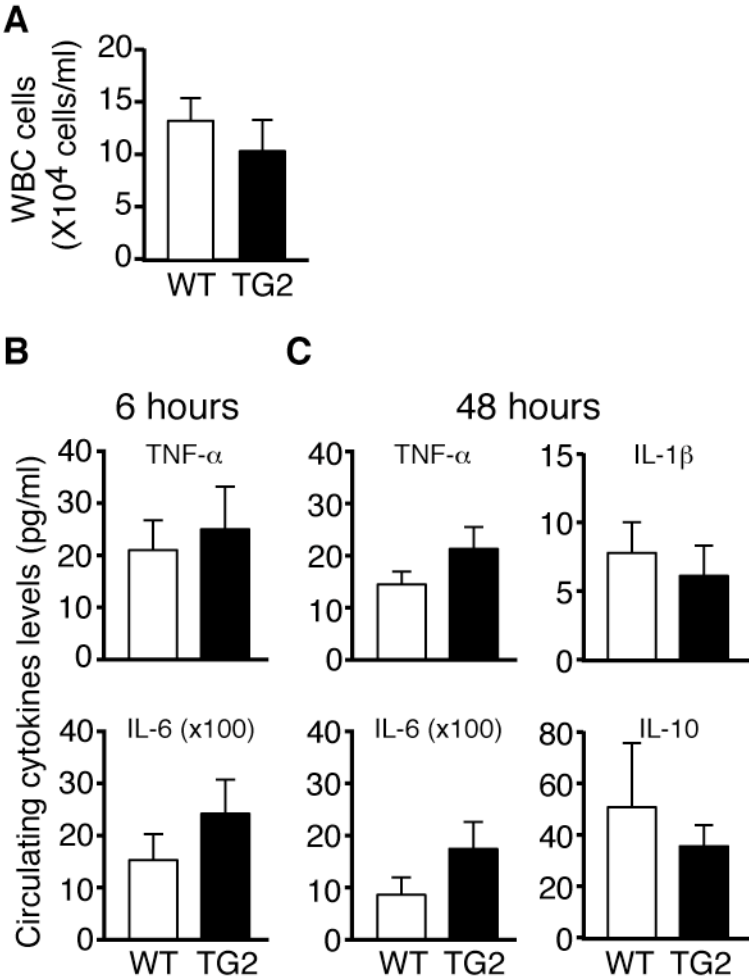 A
WBC cells
(X10⁴ cells/ml)
20
15
10
5
0
WT TG2
B
C
6 hours
48 hours
Circulating cytokines levels (pg/ml)
TNF-α
40
30
20
10
0
TNF-α
40
30
20
10
0
IL-1β
15
10
5
0
IL-6 (x100)
40
30
20
10
0
WT TG2
IL-6 (x100)
40
30
20
10
0
WT TG2
IL-10
80
60
40
20
0
WT TG2